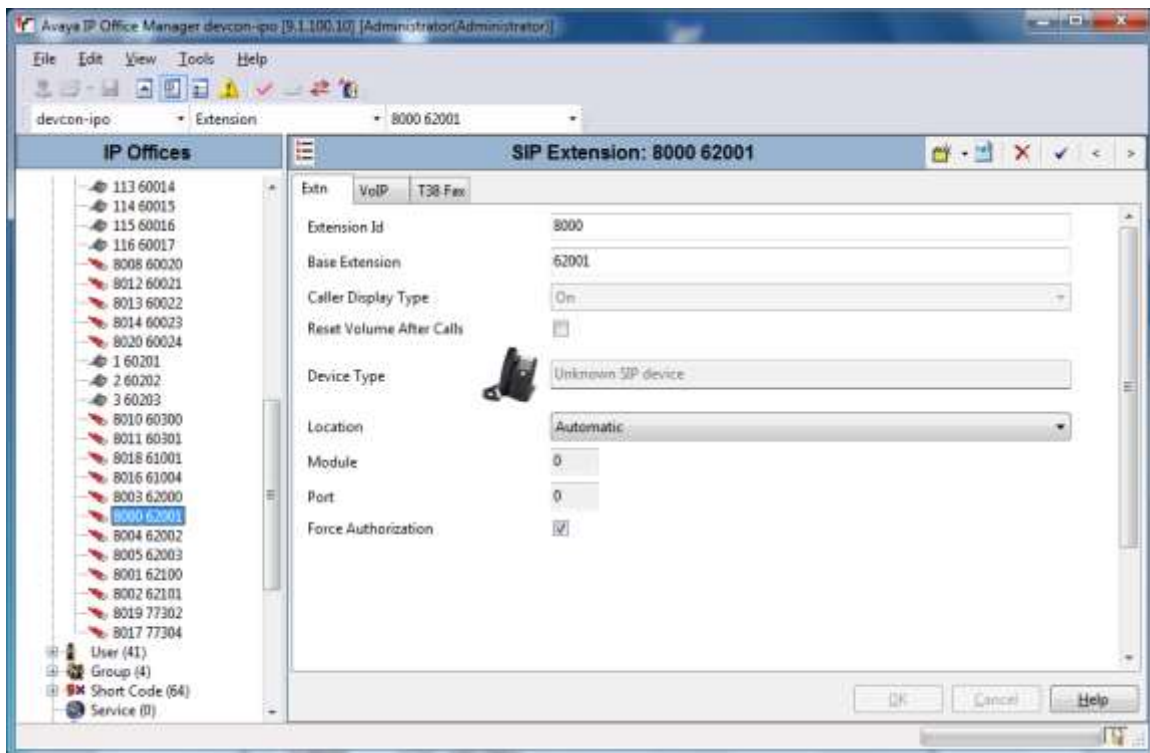 Avaya IP Office Manager devcon-ipo [9.1.100.10] [Administrator(Administrator)]
File Edit View Tools Help
devcon-ipo Extension 8000 62001
IP Offices
113 60014
114 60015
115 60016
116 60017
8008 60020
8012 60021
8013 60022
8014 60023
8020 60024
1 60201
2 60202
3 60203
8010 60300
8011 60301
8018 61001
8016 61004
8003 62000
8000 62001
8004 62002
8005 62003
8001 62100
8002 62101
8019 77302
8017 77304
User (41)
Group (4)
Short Code (64)
Service (0)
SIP Extension: 8000 62001
Extn VoIP T38 Fax
Extension Id 8000
Base Extension 62001
Caller Display Type On
Reset Volume After Calls
Device Type Unknown SIP device
Location Automatic
Module 0
Port 0
Force Authorization
OK Cancel Help